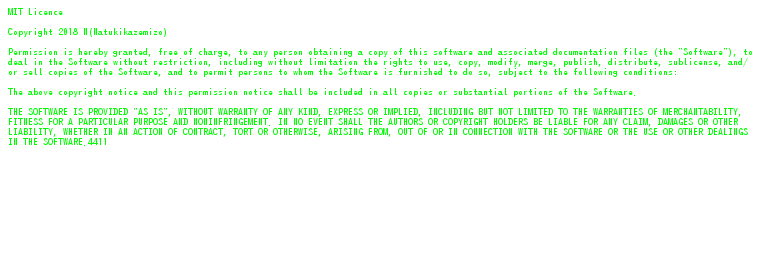 MIT Licence
Copyright 2018 N(Natukikazemizo)
Permission is hereby granted, free of charge, to any person obtaining a copy of this software and associated documentation files (the "Software"), to
deal in the Software without restriction, including without limitation the rights to use, copy, modify, merge, publish, distribute, sublicense, and/
or sell copies of the Software, and to permit persons to whom the Software is furnished to do so, subject to the following conditions:
The above copyright notice and this permission notice shall be included in all copies or substantial portions of the Software.
THE SOFTWARE IS PROVIDED "AS IS", WITHOUT WARRANTY OF ANY KIND, EXPRESS OR IMPLIED, INCLUDING BUT NOT LIMITED TO THE WARRANTIES OF MERCHANTABILITY,
FITNESS FOR A PARTICULAR PURPOSE AND NONINFRINGEMENT. IN NO EVENT SHALL THE AUTHORS OR COPYRIGHT HOLDERS BE LIABLE FOR ANY CLAIM, DAMAGES OR OTHER
LIABILITY, WHETHER IN AN ACTION OF CONTRACT, TORT OR OTHERWISE, ARISING FROM, OUT OF OR IN CONNECTION WITH THE SOFTWARE OR THE USE OR OTHER DEALINGS
IN THE SOFTWARE.4411